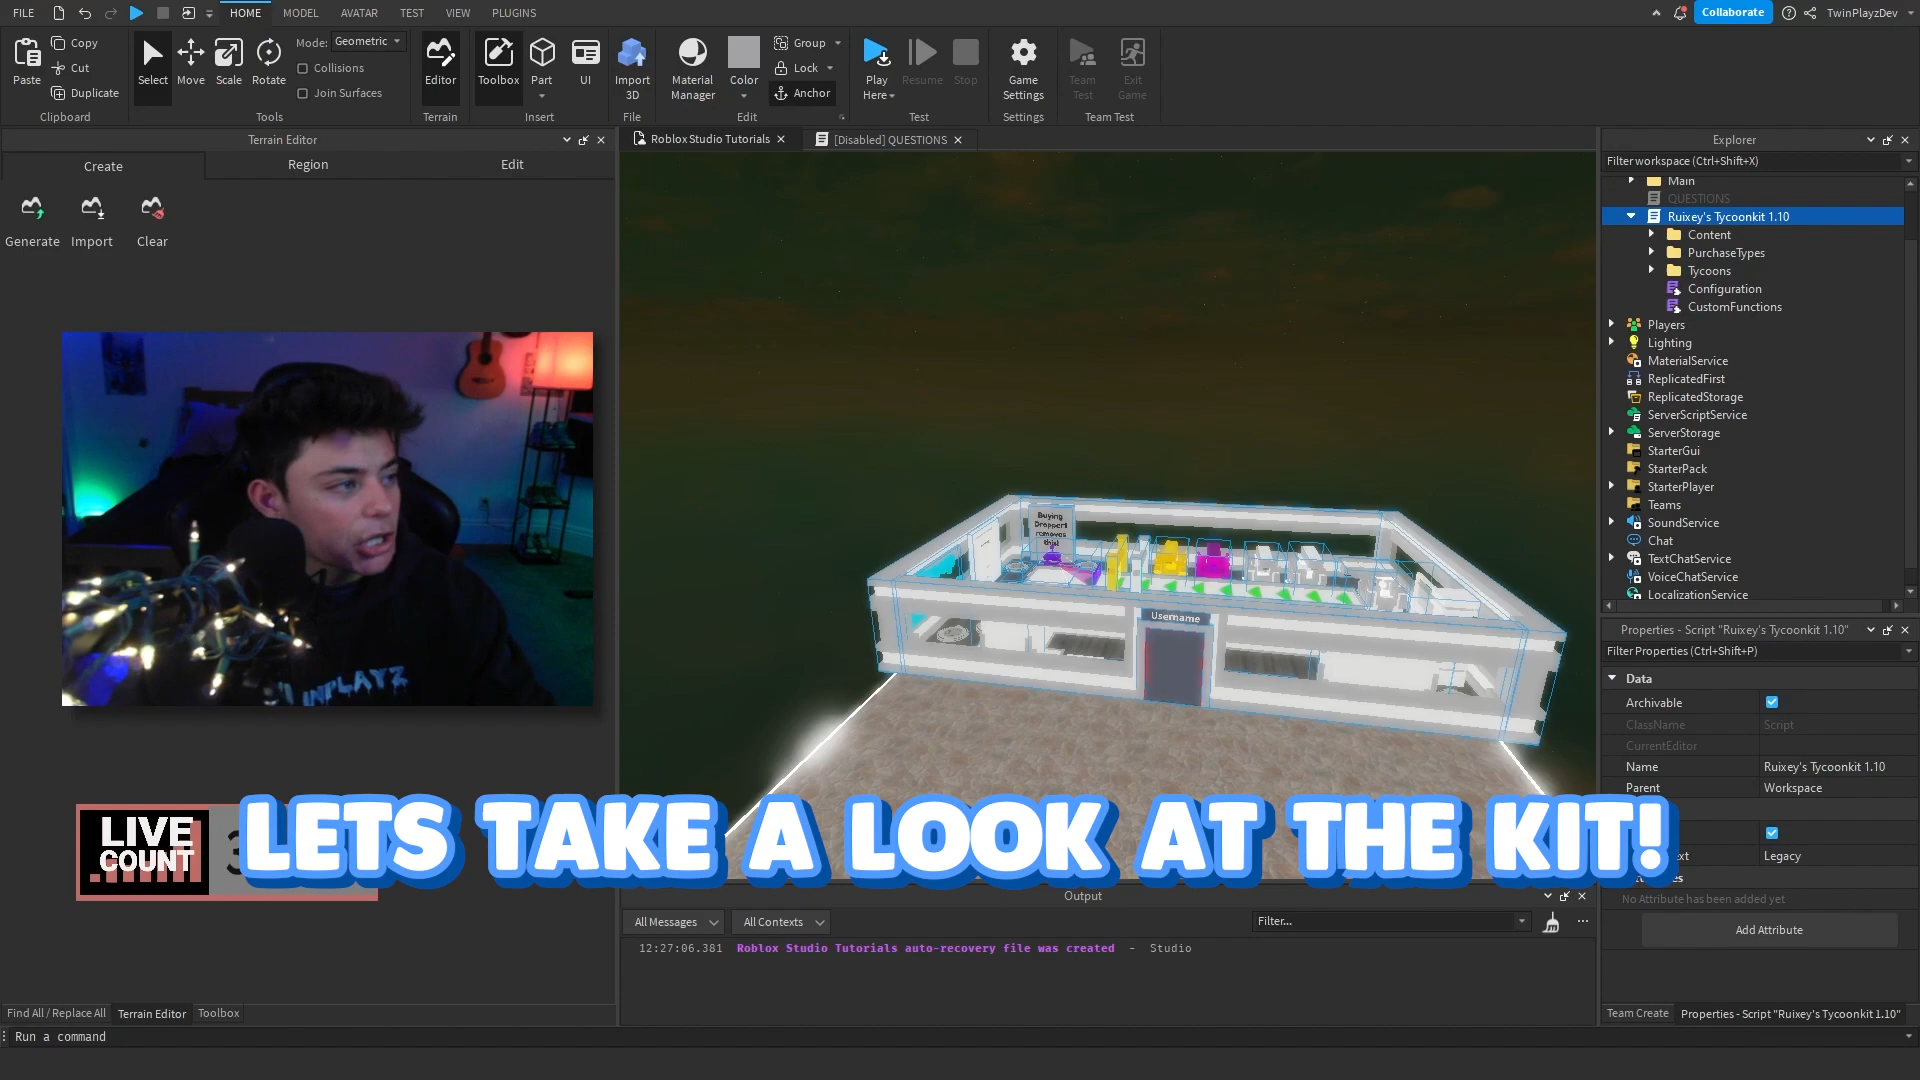 FILE
HOME
MODEL
AVATAR
TEST
VIEW
PLUGINS
Collaborate
TwinPlayzDev
Paste
Copy
Cut
Duplicate
Clipboard
Select
Move
Scale
Rotate
Mode:
Geometric
Collisions
Join Surfaces
Tools
Editor
Terrain
Toolbox
Part
UI
Insert
Import
3D
File
Material
Manager
Color
Group
Lock
Anchor
Edit
Play
Here
Resume
Stop
Test
Game
Settings
Settings
Team
Test
Exit
Game
Team Test
Terrain Editor
Create
Region
Edit
Generate
Import
Clear
Roblox Studio Tutorials
[Disabled] QUESTIONS
Buying
Dropper1
removes
this!
Username
LIVE
COUNT
LETS TAKE A LOOK AT THE KIT!
Explorer
Filter workspace (Ctrl+Shift+X)
Main
QUESTIONS
Ruixey's Tycoonkit 1.10
Content
PurchaseTypes
Tycoons
Configuration
CustomFunctions
Players
Lighting
MaterialService
ReplicatedFirst
ReplicatedStorage
ServerScriptService
ServerStorage
StarterGui
StarterPack
StarterPlayer
Teams
SoundService
Chat
TextChatService
VoiceChatService
LocalizationService
Properties - Script "Ruixey's Tycoonkit 1.10"
Filter Properties (Ctrl+Shift+P)
Data
Archivable
ClassName
Script
CurrentEditor
Name
Ruixey's Tycoonkit 1.10
Parent
Workspace
Legacy
No Attribute has been added yet
Add Attribute
Output
All Messages
All Contexts
Filter...
12:27:06.381 Roblox Studio Tutorials auto-recovery file was created - Studio
Find All / Replace All
Terrain Editor
Toolbox
Team Create
Properties - Script "Ruixey's Tycoonkit 1.10"
Run a command